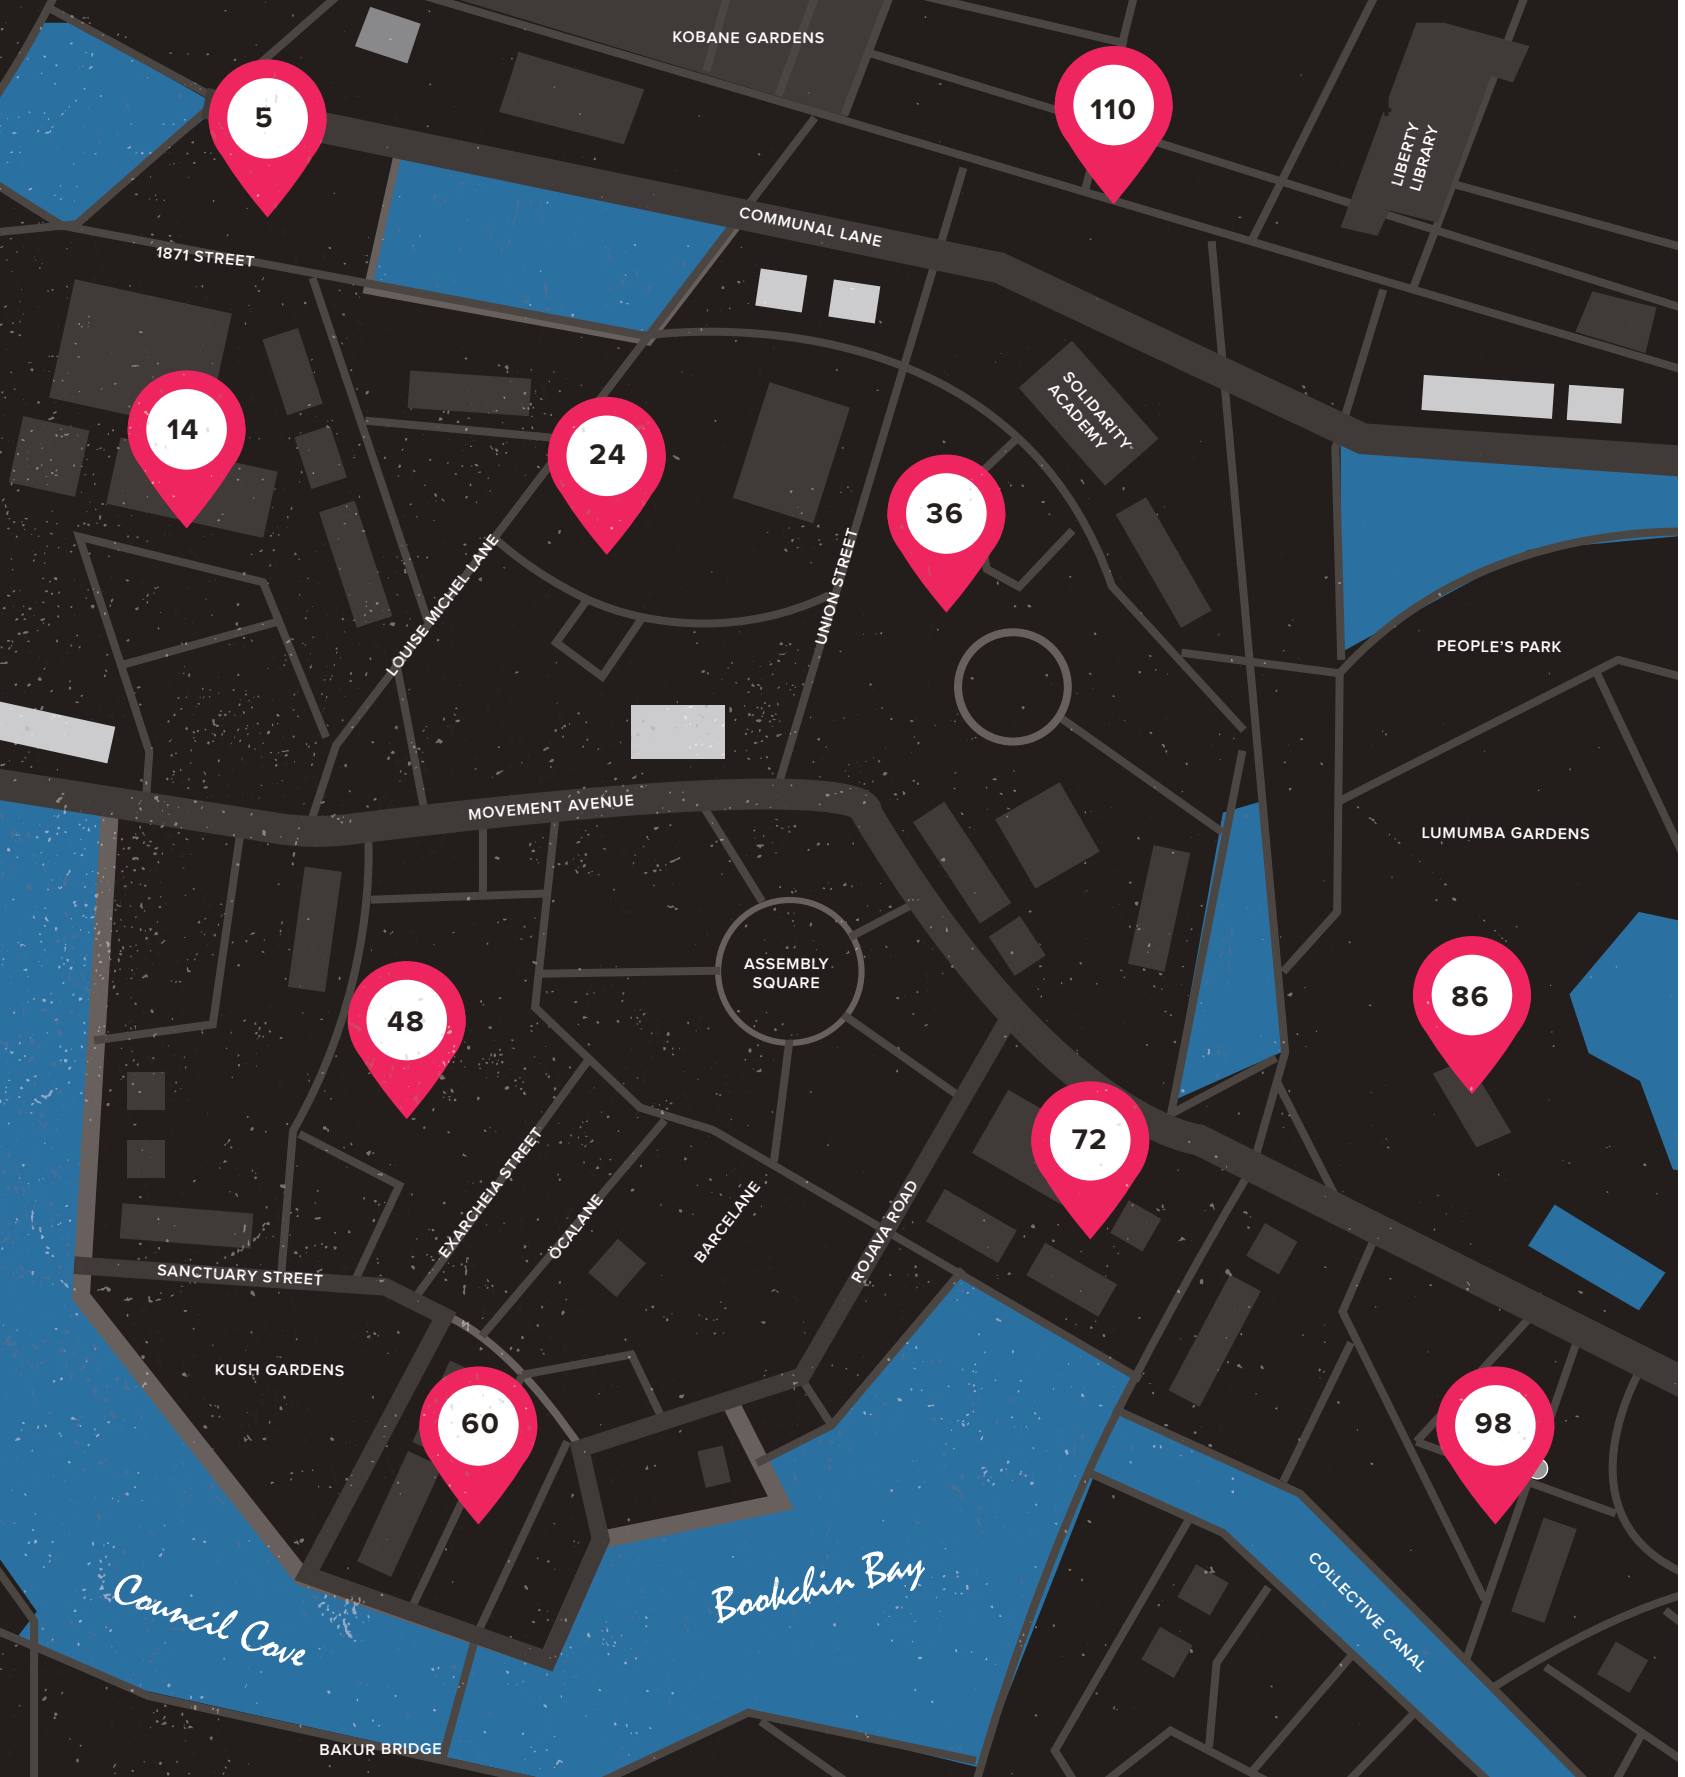 KOBANE GARDENS
5
110
LIBERTY
LIBRARY
COMMUNAL LANE
1871 STREET
SOLIDARITY
ACADEMY
14
24
36
LOUISE MICHEL LANE
UNION STREET
PEOPLE'S PARK
MOVEMENT AVENUE
LUMUMBA GARDENS
ASSEMBLY
SQUARE
86
48
72
EXARCHEIA STREET
ÖCALANE
BARCELANE
ROJAVA ROAD
SANCTUARY STREET
KUSH GARDENS
60
98
Council Cove
Bookchin Bay
COLLECTIVE CANAL
BAKUR BRIDGE